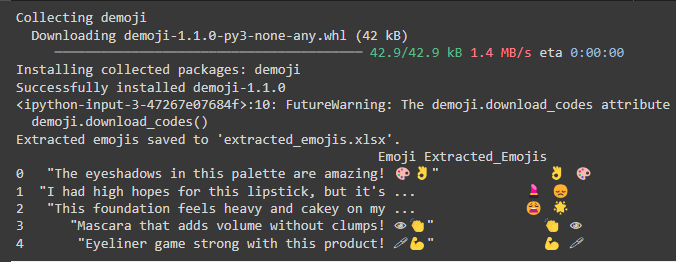 Collecting demoji
  Downloading demoji-1.1.0-py3-none-any.whl (42 kB)
     ━━━━━━━━━━━━━━━━━━━━━━━━━━━━━━━━━━━━━━━━ 42.9/42.9 kB 1.4 MB/s eta 0:00:00
Installing collected packages: demoji
Successfully installed demoji-1.1.0
<ipython-input-3-47267e07684f>:10: FutureWarning: The demoji.download_codes attribute
  demoji.download_codes()
Extracted emojis saved to 'extracted_emojis.xlsx'.
                                               Emoji Extracted_Emojis
0   "The eyeshadows in this palette are amazing! 🎨👌"              👌 🎨
1  "I had high hopes for this lipstick, but it's ...              💄 😞
2  "This foundation feels heavy and cakey on my ...              😩 🌟
3       "Mascara that adds volume without clumps! 👁️👏"              👏 👁️
4        "Eyeliner game strong with this product! 🖊️💪"              💪 🖊️